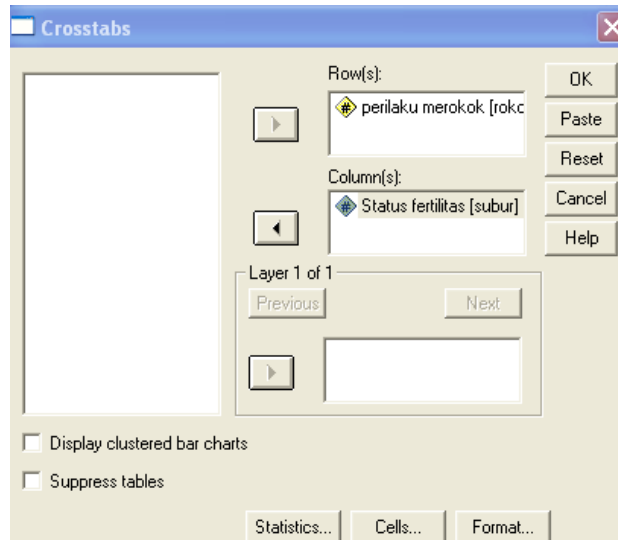 Crosstabs
Row(s):
perilaku merokok [rokc
Column(s):
Status fertilitas [subur]
OK
Paste
Reset
Cancel
Help
Layer 1 of 1
Previous
Next
Display clustered bar charts
Suppress tables
Statistics...
Cells...
Format...